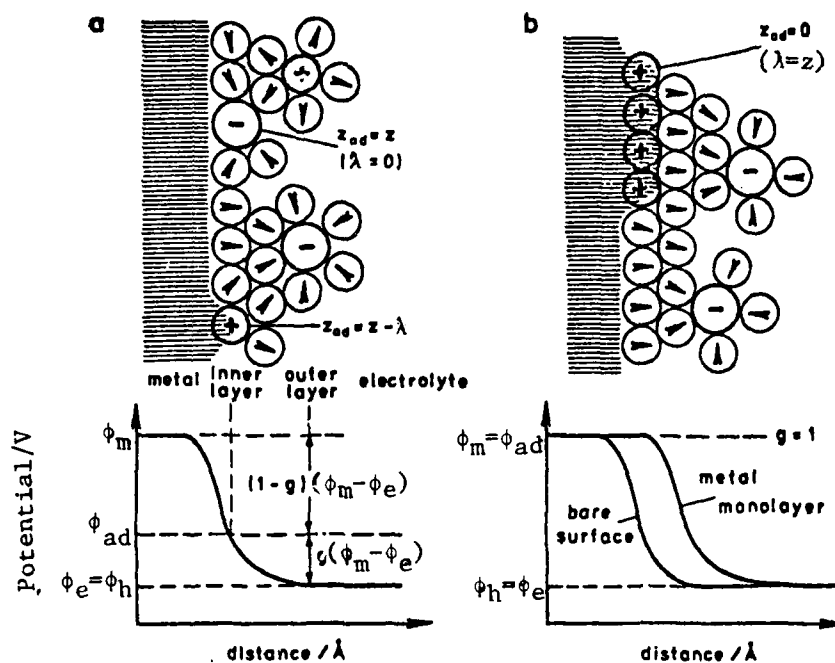 a
z_ad = z
(λ = 0)
z_ad = z - λ
metal inner layer outer layer electrolyte
Potential/V
ϕ_m
(1-g)(ϕ_m-ϕ_e)
ϕ_ad
g(ϕ_m-ϕ_e)
ϕ_e=ϕ_h
distance / Å
b
z_ad=0
(λ=z)
ϕ_m=ϕ_ad
g=1
bare surface
metal monolayer
ϕ_h=ϕ_e
distance / Å